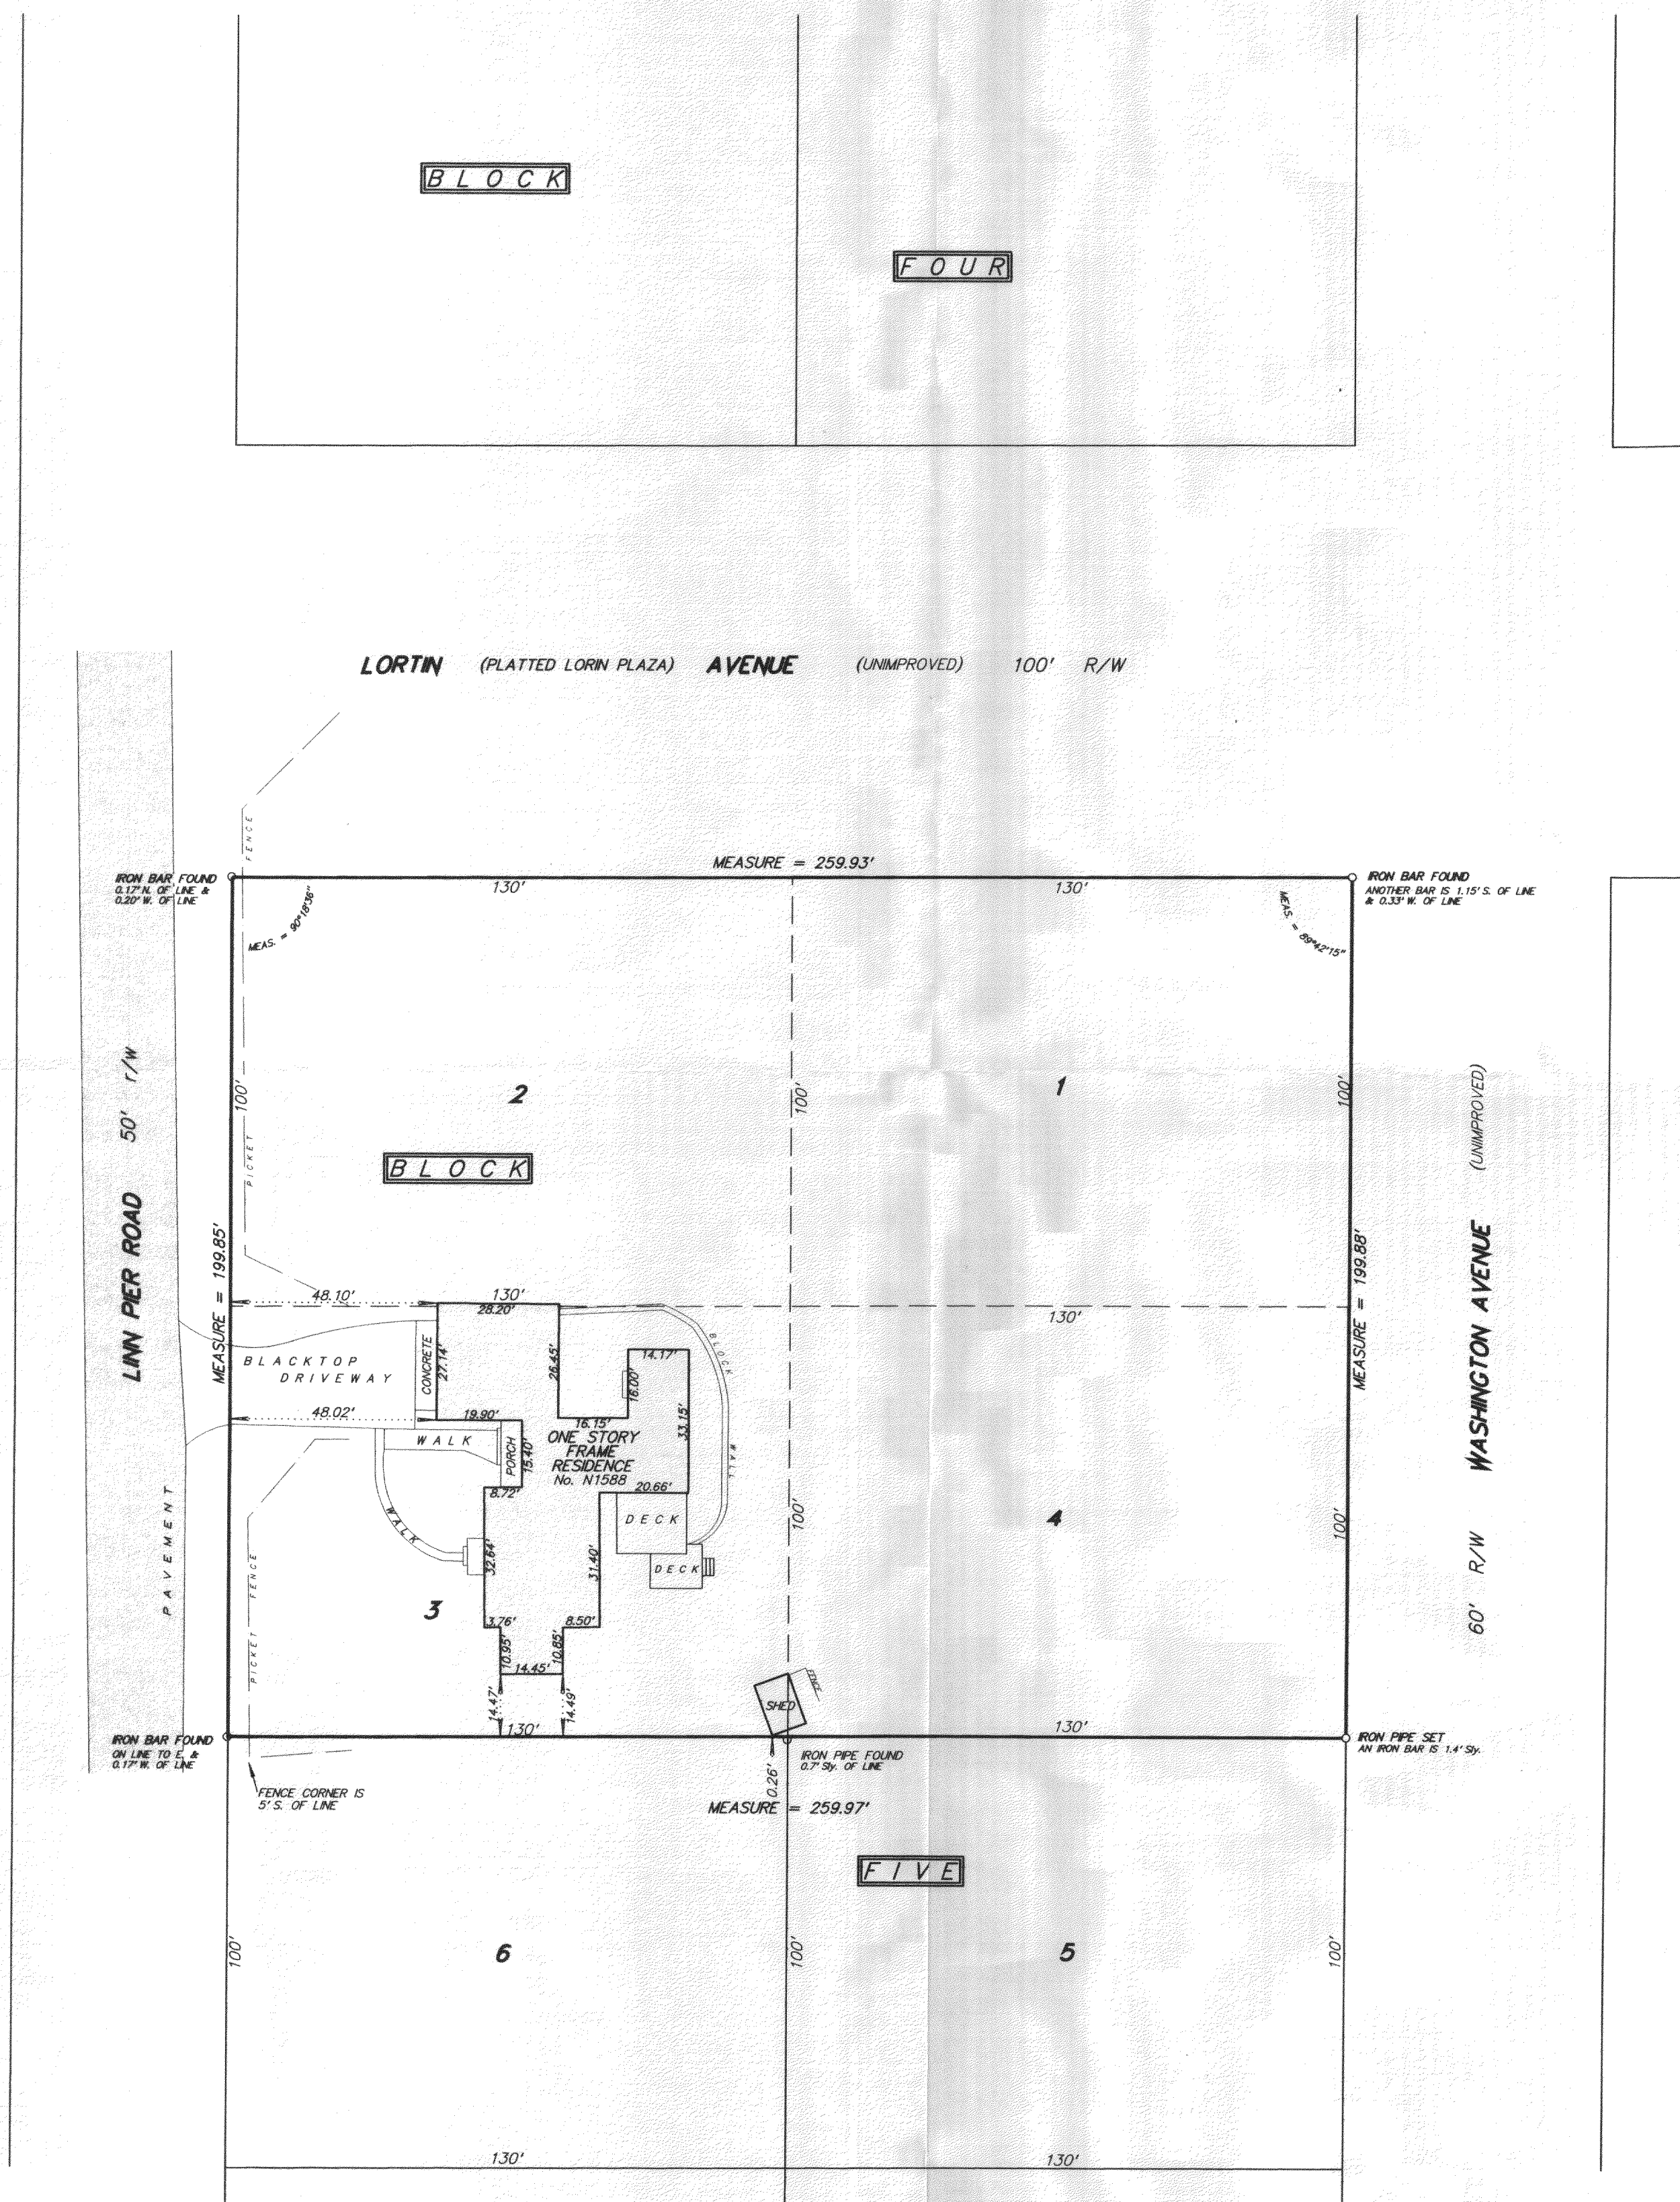 BLOCK
FOUR
LORTIN (PLATTED LORIN PLAZA) AVENUE (UNIMPROVED) 100' R/W
FENCE
MEASURE = 259.93'
IRON BAR FOUND
0.17' N. OF LINE &
0.20' W. OF LINE
130'
130'
IRON BAR FOUND
ANOTHER BAR IS 1.15' S. OF LINE
& 0.33' W. OF LINE
MEAS. = 90°18'36"
MEAS. = 89°42'15"
LINN PIER ROAD 50' r/w
100'
PICKET
2
100'
1
100'
WASHINGTON AVENUE (UNIMPROVED)
60' R/W
BLOCK
MEASURE = 199.85'
MEASURE = 199.88'
48.10'
130'
28.20'
130'
BLACKTOP
DRIVEWAY
CONCRETE
27.14'
26.45'
14.17'
16.00'
BLOCK
WALL
33.15'
48.02'
19.90'
16.15'
WALK
PORCH
15.40'
ONE STORY
FRAME
RESIDENCE
No. N1588
8.72'
20.66'
WALK
DECK
DECK
32.64'
31.40'
PAVEMENT
PICKET FENCE
3
100'
4
100'
3.76'
8.50'
10.95'
10.85'
14.45'
14.47'
14.49'
SHED
FENCE
130'
130'
IRON BAR FOUND
ON LINE TO E. &
0.17' W. OF LINE
FENCE CORNER IS
5' S. OF LINE
0.26'
IRON PIPE FOUND
0.7' Sly. OF LINE
IRON PIPE SET
AN IRON BAR IS 1.4' Sly.
MEASURE = 259.97'
FIVE
100'
6
100'
5
100'
130'
130'